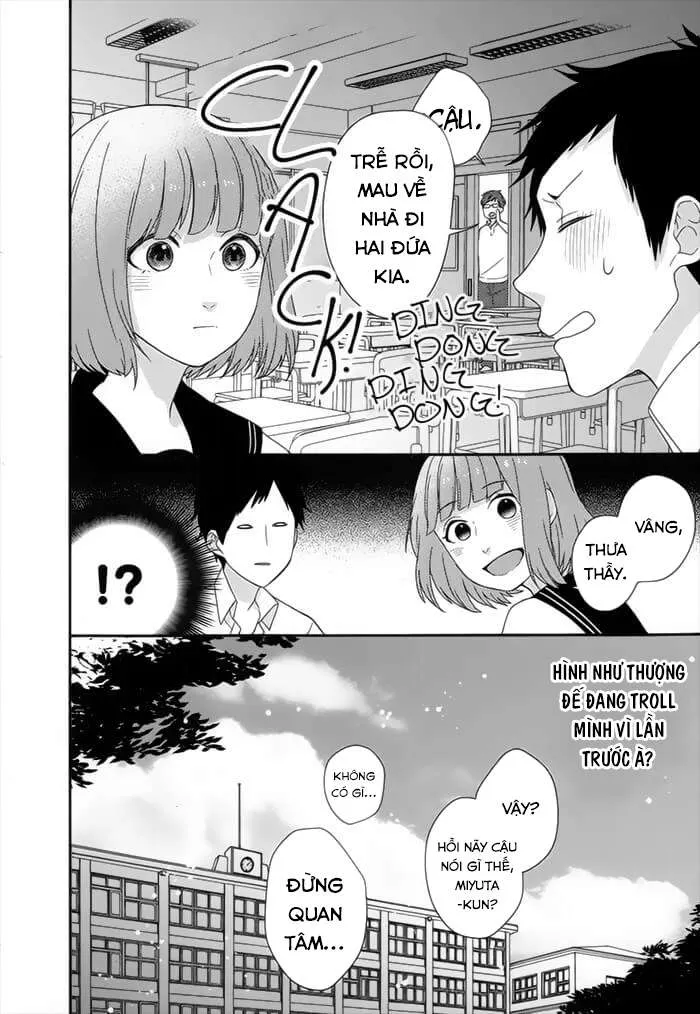 CẬU.
TRỄ RỒI,
MAU VỀ
NHÀ ĐI
HAI ĐỨA
KIA.
CLACK!
DING
DONG
DING
DONG!
VÂNG,
THƯA
THẦY.
!?
HÌNH NHƯ THƯỢNG
ĐẾ ĐANG TROLL
MÌNH VÌ LẦN
TRƯỚC À?
VẬY?
HỒI NÃY CẬU
NÓI GÌ THẾ,
MIYUTA
-KUN?
KHÔNG
CÓ GÌ...
ĐỪNG
QUAN
TÂM...